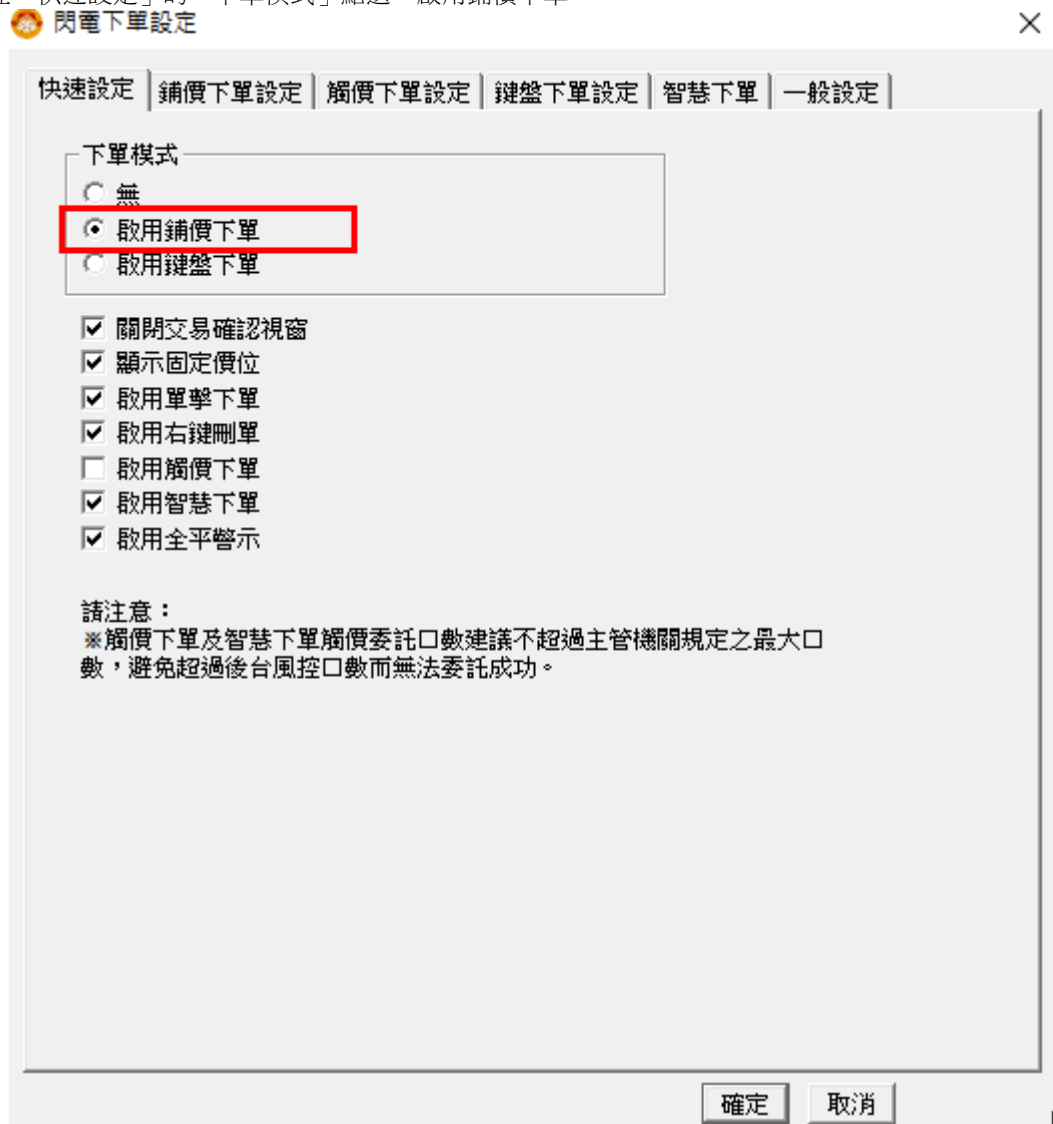 閃電下單設定
快速設定 鋪價下單設定 觸價下單設定 鍵盤下單設定 智慧下單 一般設定
下單模式
無
啟用鋪價下單
啟用鍵盤下單
關閉交易確認視窗
顯示固定價位
啟用單擊下單
啟用右鍵刪單
啟用觸價下單
啟用智慧下單
啟用全平警示
請注意：
※觸價下單及智慧下單觸價委託口數建議不超過主管機關規定之最大口
數，避免超過後台風控口數而無法委託成功。
確定 取消